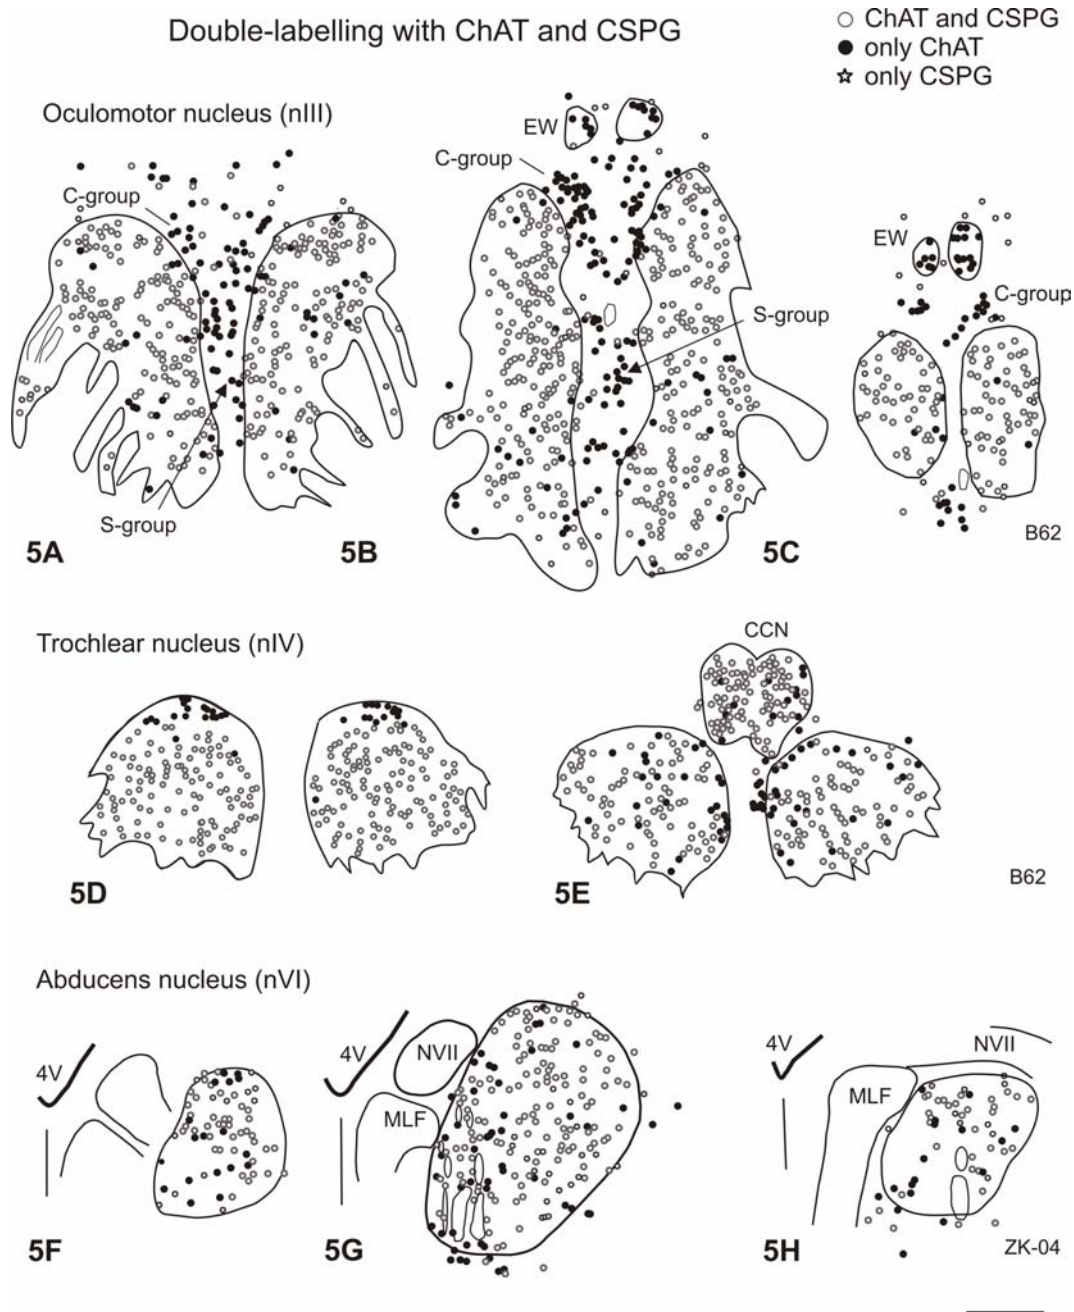 Double-labelling with ChAT and CSPG
ChAT and CSPG
only ChAT
only CSPG
Oculomotor nucleus (nIII)
EW
C-group
C-group
EW
C-group
S-group
S-group
5A
5B
5C
B62
Trochlear nucleus (nIV)
CCN
5D
5E
B62
Abducens nucleus (nVI)
4V
4V
NVII
MLF
4V
NVII
MLF
5F
5G
5H
ZK-04